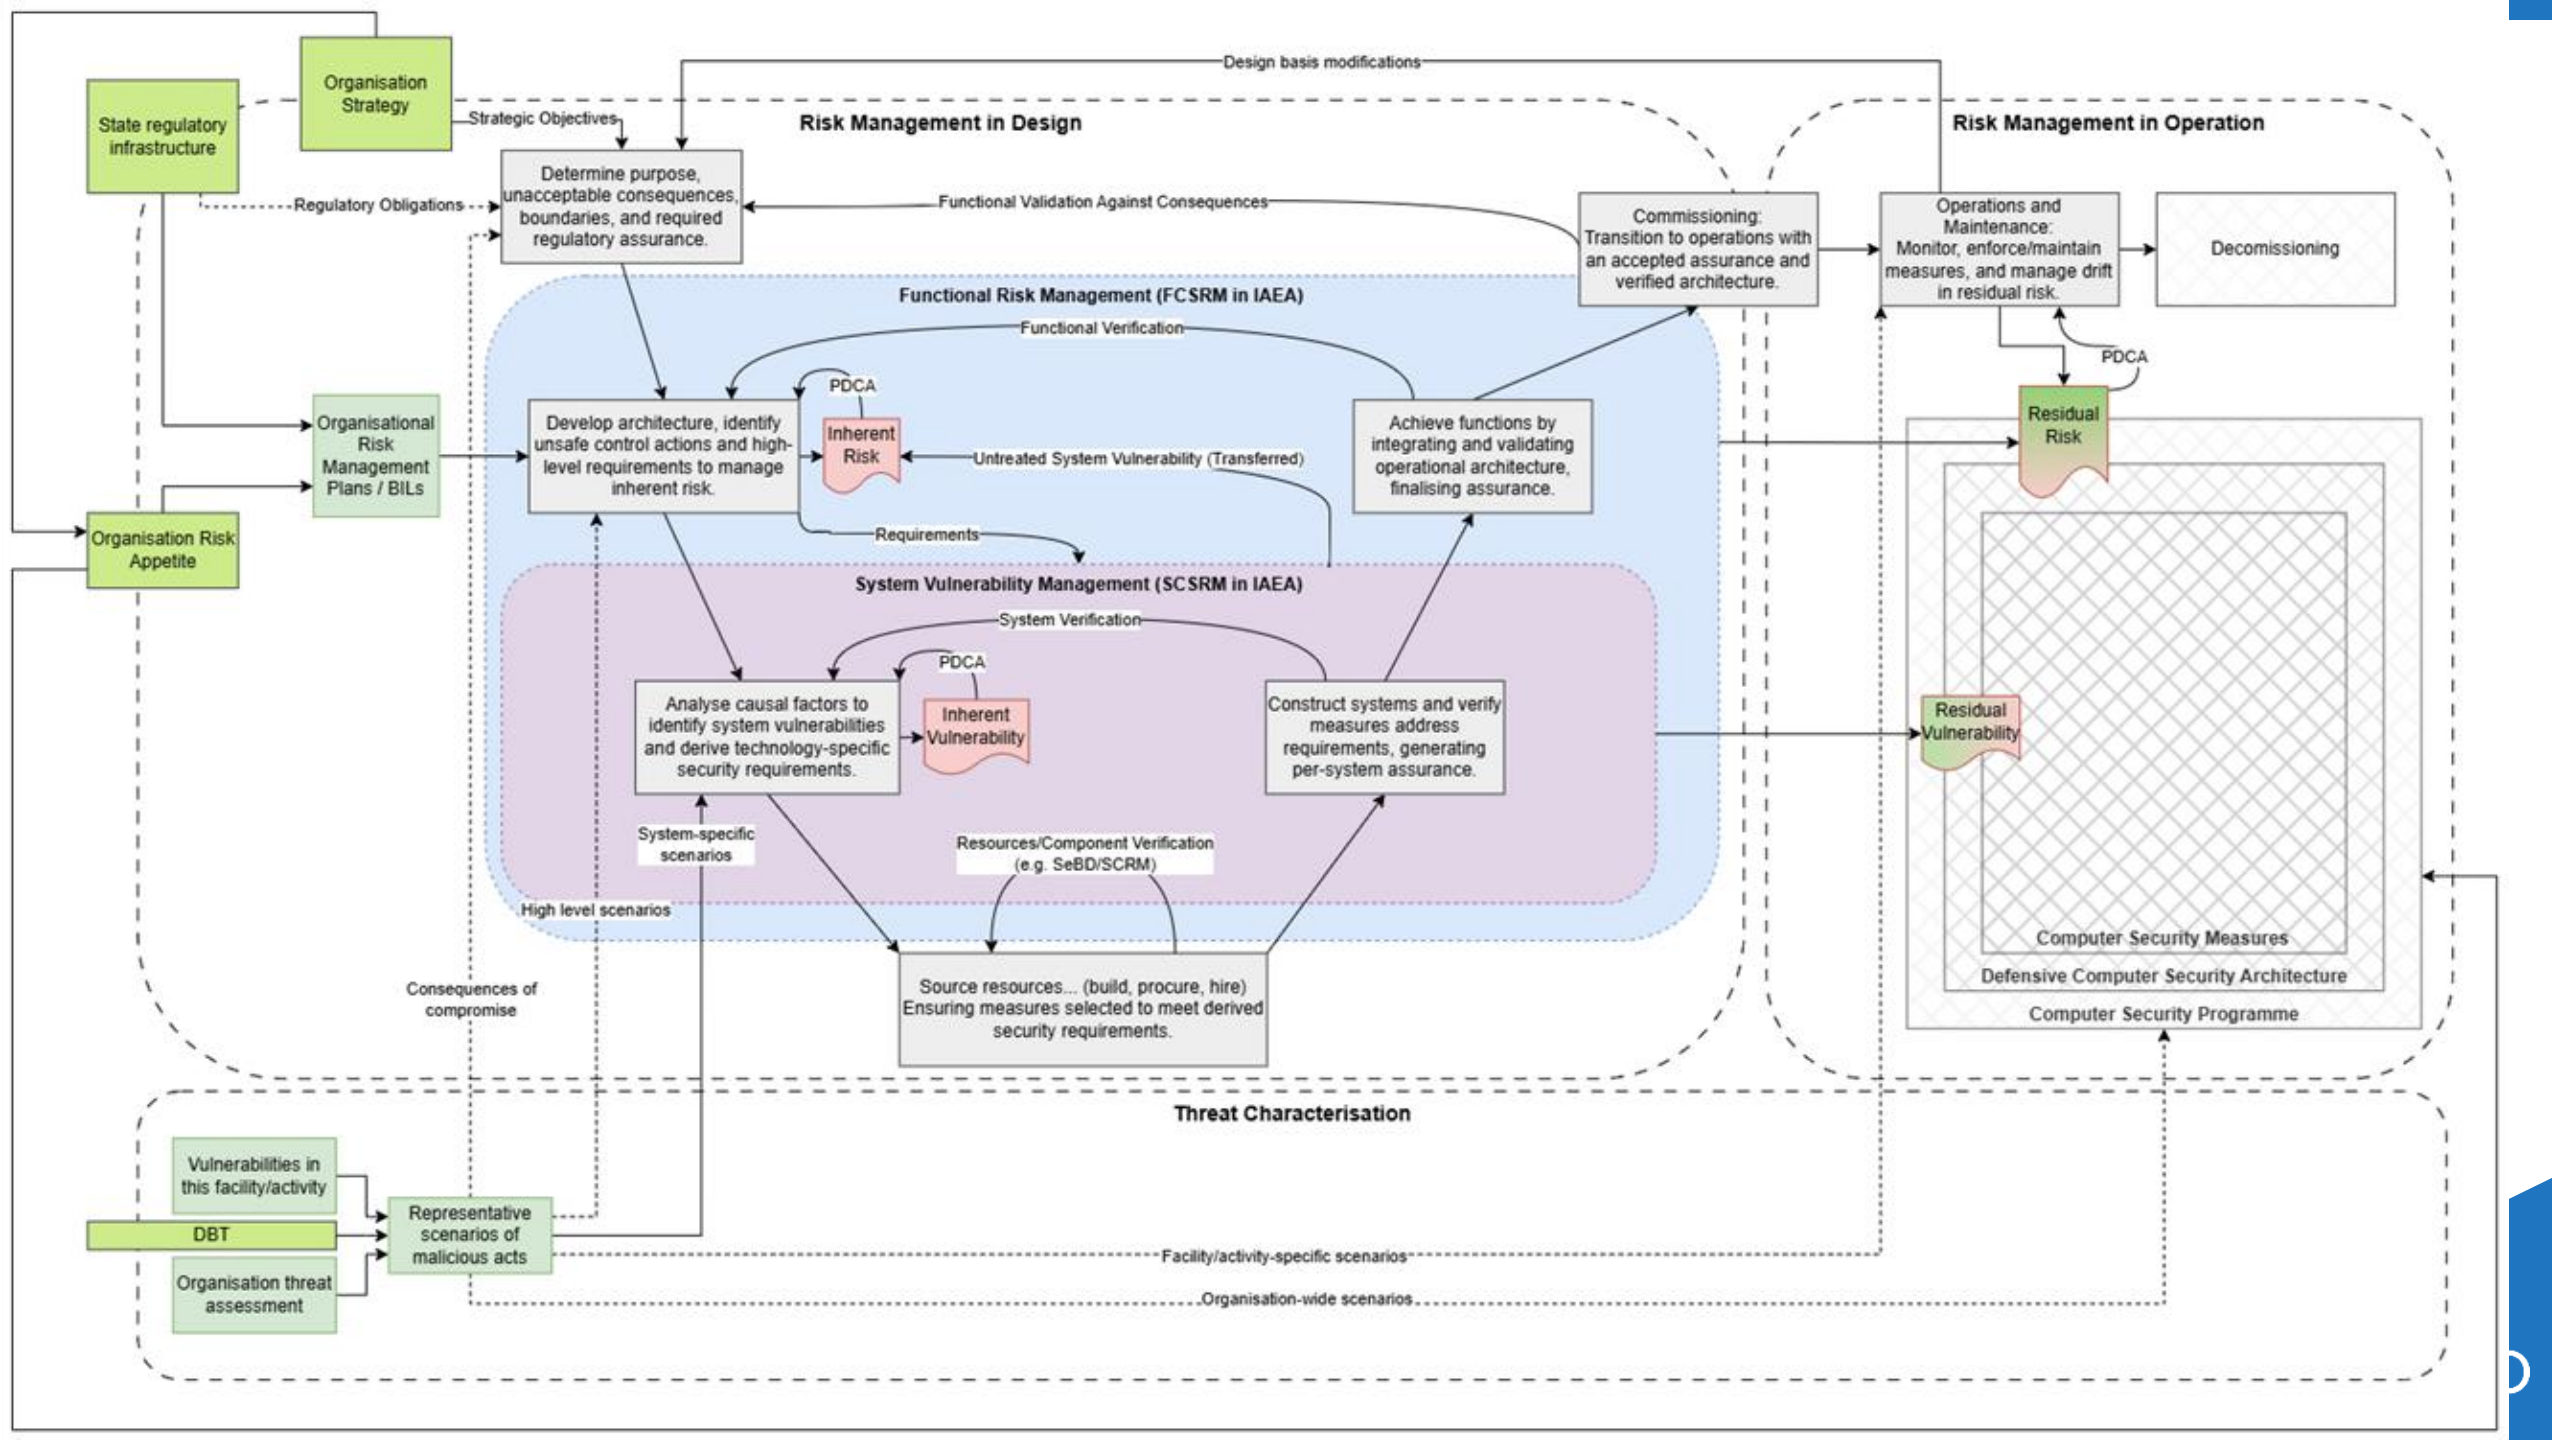 Design basis modifications
Organisation
Strategy
State regulatory
infrastructure
Strategic Objectives
Risk Management in Design
Risk Management in Operation
Determine purpose,
unacceptable consequences,
boundaries, and required
regulatory assurance.
Regulatory Obligations
Functional Validation Against Consequences
Commissioning:
Transition to operations with
an accepted assurance and
verified architecture.
Operations and
Maintenance:
Monitor, enforce/maintain
measures, and manage drift
in residual risk.
Decomissioning
Functional Risk Management (FCSRM in IAEA)
Functional Verification
PDCA
PDCA
Organisational
Risk
Management
Plans / BILs
Develop architecture, identify
unsafe control actions and high-
level requirements to manage
inherent risk.
Inherent
Risk
Untreated System Vulnerability (Transferred)
Achieve functions by
integrating and validating
operational architecture,
finalising assurance.
Residual
Risk
Organisation Risk
Appetite
Requirements
System Vulnerability Management (SCSRM in IAEA)
System Verification
PDCA
Analyse causal factors to
identify system vulnerabilities
and derive technology-specific
security requirements.
Inherent
Vulnerability
Construct systems and verify
measures address
requirements, generating
per-system assurance.
Residual
Vulnerability
System-specific
scenarios
Resources/Component Verification
(e.g. SeBD/SCRM)
High level scenarios
Consequences of
compromise
Source resources... (build, procure, hire)
Ensuring measures selected to meet derived
security requirements.
Computer Security Measures
Defensive Computer Security Architecture
Computer Security Programme
Threat Characterisation
Vulnerabilities in
this facility/activity
DBT
Organisation threat
assessment
Representative
scenarios of
malicious acts
Facility/activity-specific scenarios
Organisation-wide scenarios